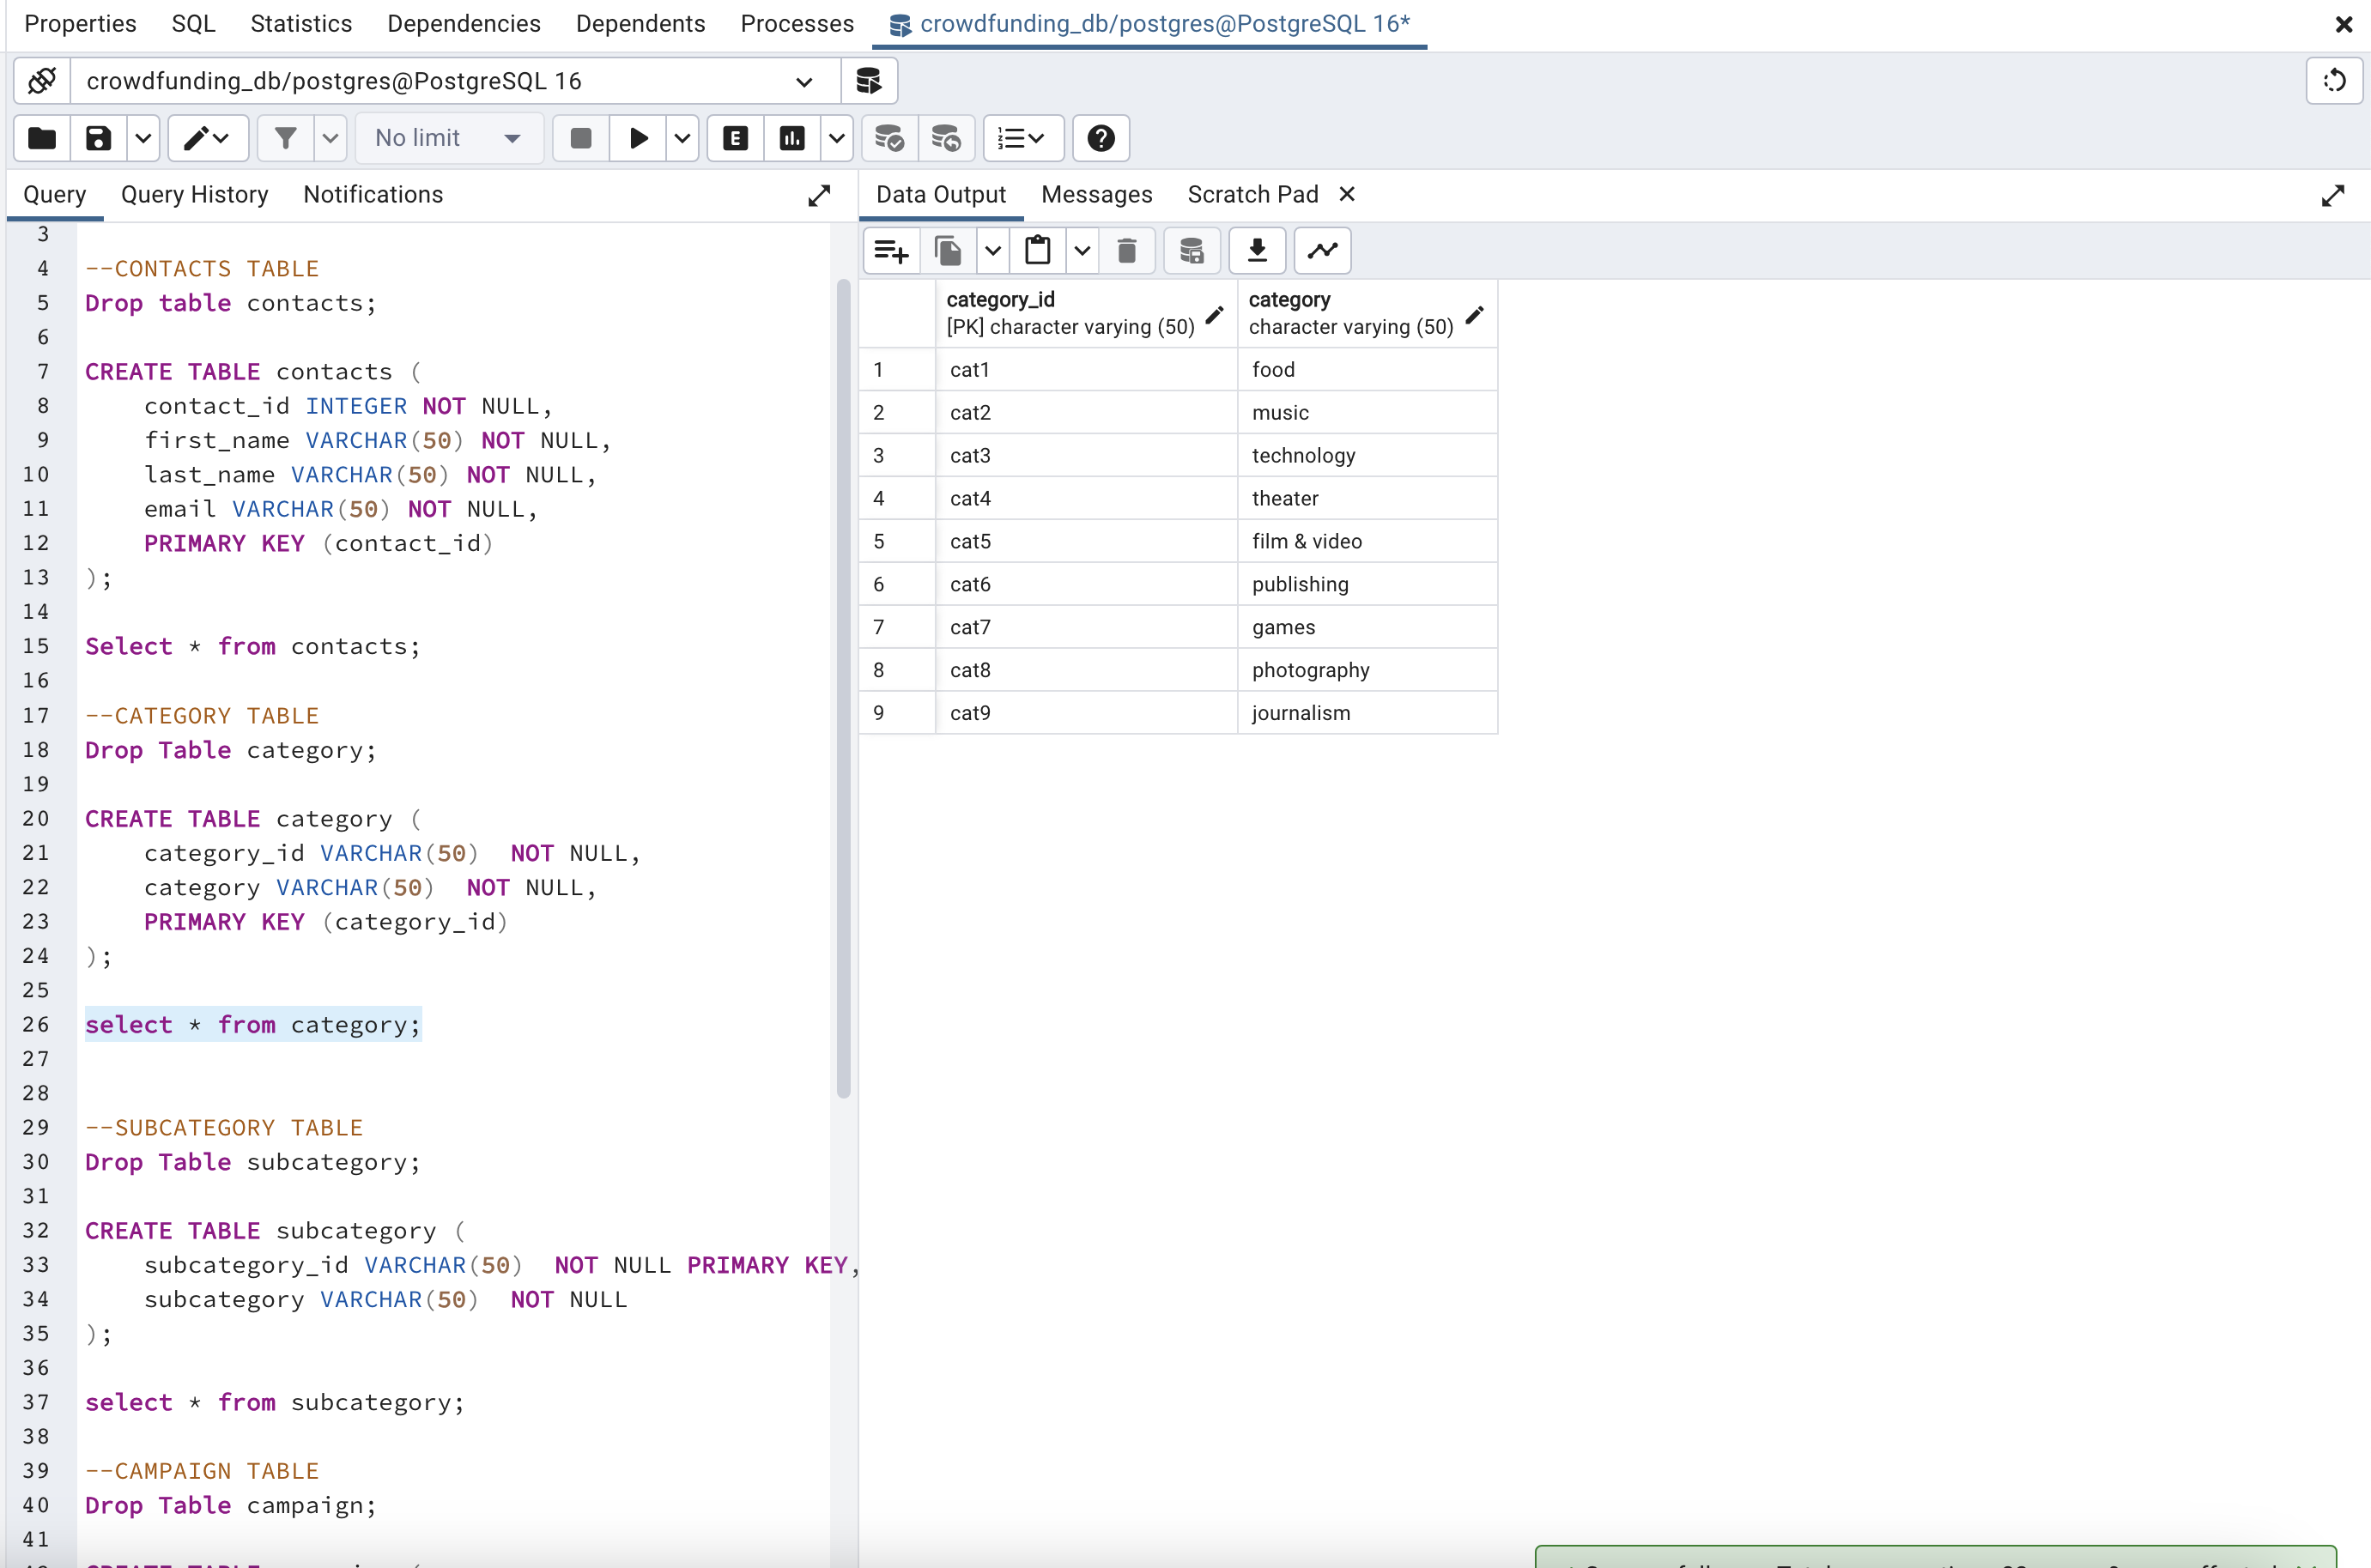 Properties SQL Statistics Dependencies Dependents Processes crowdfunding_db/postgres@PostgreSQL 16*
crowdfunding_db/postgres@PostgreSQL 16
No limit
Query Query History Notifications
3
4 --CONTACTS TABLE
5 Drop table contacts;
6
7 CREATE TABLE contacts (
8 contact_id INTEGER NOT NULL,
9 first_name VARCHAR(50) NOT NULL,
10 last_name VARCHAR(50) NOT NULL,
11 email VARCHAR(50) NOT NULL,
12 PRIMARY KEY (contact_id)
13 );
14
15 Select * from contacts;
16
17 --CATEGORY TABLE
18 Drop Table category;
19
20 CREATE TABLE category (
21 category_id VARCHAR(50)  NOT NULL,
22 category VARCHAR(50)  NOT NULL,
23 PRIMARY KEY (category_id)
24 );
25
26 select * from category;
27
28
29 --SUBCATEGORY TABLE
30 Drop Table subcategory;
31
32 CREATE TABLE subcategory (
33 subcategory_id VARCHAR(50)  NOT NULL PRIMARY KEY,
34 subcategory VARCHAR(50)  NOT NULL
35 );
36
37 select * from subcategory;
38
39 --CAMPAIGN TABLE
40 Drop Table campaign;
41
Data Output Messages Scratch Pad
category_id category
[PK] character varying (50) character varying (50)
1 cat1 food
2 cat2 music
3 cat3 technology
4 cat4 theater
5 cat5 film & video
6 cat6 publishing
7 cat7 games
8 cat8 photography
9 cat9 journalism